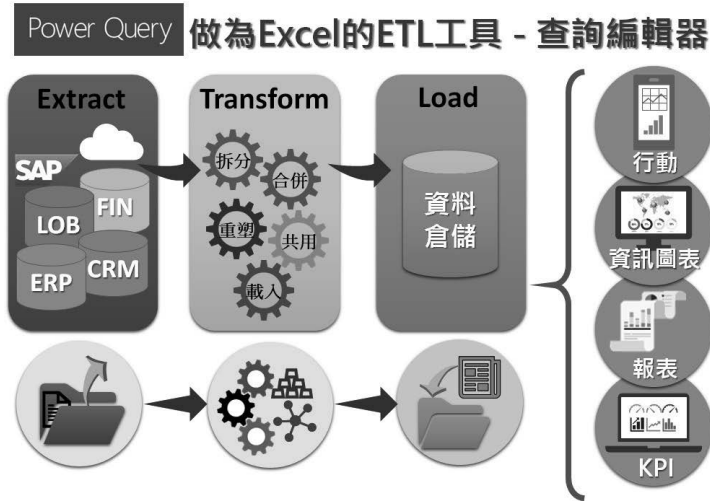 Power Query 做為Excel的ETL工具 - 查詢編輯器
Extract
SAP
LOB
FIN
ERP
CRM
Transform
拆分
合併
重塑
共用
載入
Load
資料
倉儲
行動
資訊圖表
報表
KPI